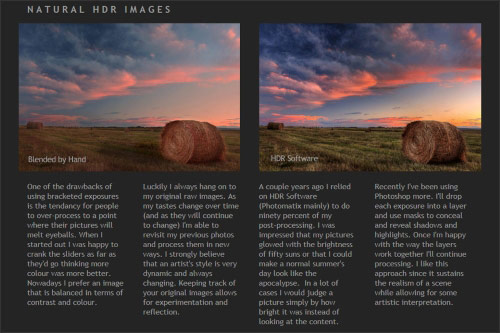 NATURAL HDR IMAGES
Blended by Hand
HDR Software
One of the drawbacks of
using bracketed exposures
is the tendancy for people
to over-process to a point
where their pictures will
melt eyeballs. When I
started out I was happy to
crank the sliders as far as
they'd go thinking more
colour was more better.
Nowadays I prefer an image
that is balanced in terms of
contrast and colour.
Luckily I always hang on to
my original raw images. As
my tastes change over time
(and as they will continue
to change) I'm able to
revisit my previous photos
and process them in new
ways. I strongly believe
that an artist's style is very
dynamic and always
changing. Keeping track of
your original images allows
for experimentation and
reflection.
A couple years ago I relied
on HDR Software
(Photomatix mainly) to do
ninety percent of my
post-processing. I was
impressed that my pictures
glowed with the brightness
of fifty suns or that I could
make a normal summer's
day look like the
apocalypse. In a lot of
cases I would judge a
picture simply by how
bright it was instead of
looking at the content.
Recently I've been using
Photoshop more. I'll drop
each exposure into a layer
and use masks to conceal
and reveal shadows and
highlights. Once I'm happy
with the way the layers
work together I'll continue
processing. I like this
approach since it sustains
the realism of a scene
while allowing for some
artistic interpretation.